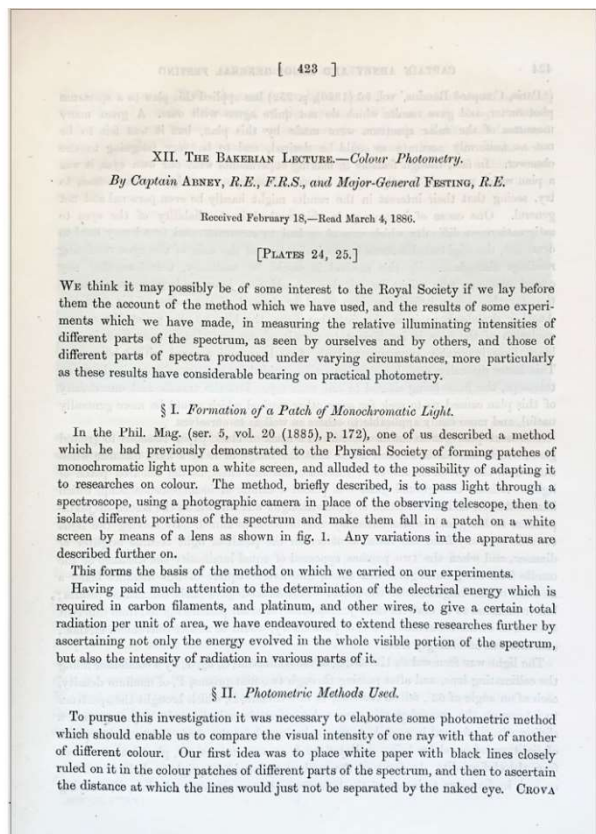 [ 423 ]
XII. THE BAKERIAN LECTURE.—Colour Photometry.
By Captain ABNEY, R.E., F.R.S., and Major-General FESTING, R.E.
Received February 18,—Read March 4, 1886.
[PLATES 24, 25.]
WE think it may possibly be of some interest to the Royal Society if we lay before
them the account of the method which we have used, and the results of some experi-
ments which we have made, in measuring the relative illuminating intensities of
different parts of the spectrum, as seen by ourselves and by others, and those of
different parts of spectra produced under varying circumstances, more particularly
as these results have considerable bearing on practical photometry.
§ I. Formation of a Patch of Monochromatic Light.
In the Phil. Mag. (ser. 5, vol. 20 (1885), p. 172), one of us described a method
which he had previously demonstrated to the Physical Society of forming patches of
monochromatic light upon a white screen, and alluded to the possibility of adapting it
to researches on colour. The method, briefly described, is to pass light through a
spectroscope, using a photographic camera in place of the observing telescope, then to
isolate different portions of the spectrum and make them fall in a patch on a white
screen by means of a lens as shown in fig. 1. Any variations in the apparatus are
described further on.
This forms the basis of the method on which we carried on our experiments.
Having paid much attention to the determination of the electrical energy which is
required in carbon filaments, and platinum, and other wires, to give a certain total
radiation per unit of area, we have endeavoured to extend these researches further by
ascertaining not only the energy evolved in the whole visible portion of the spectrum,
but also the intensity of radiation in various parts of it.
§ II. Photometric Methods Used.
To pursue this investigation it was necessary to elaborate some photometric method
which should enable us to compare the visual intensity of one ray with that of another
of different colour. Our first idea was to place white paper with black lines closely
ruled on it in the colour patches of different parts of the spectrum, and then to ascertain
the distance at which the lines would just not be separated by the naked eye. CROVA